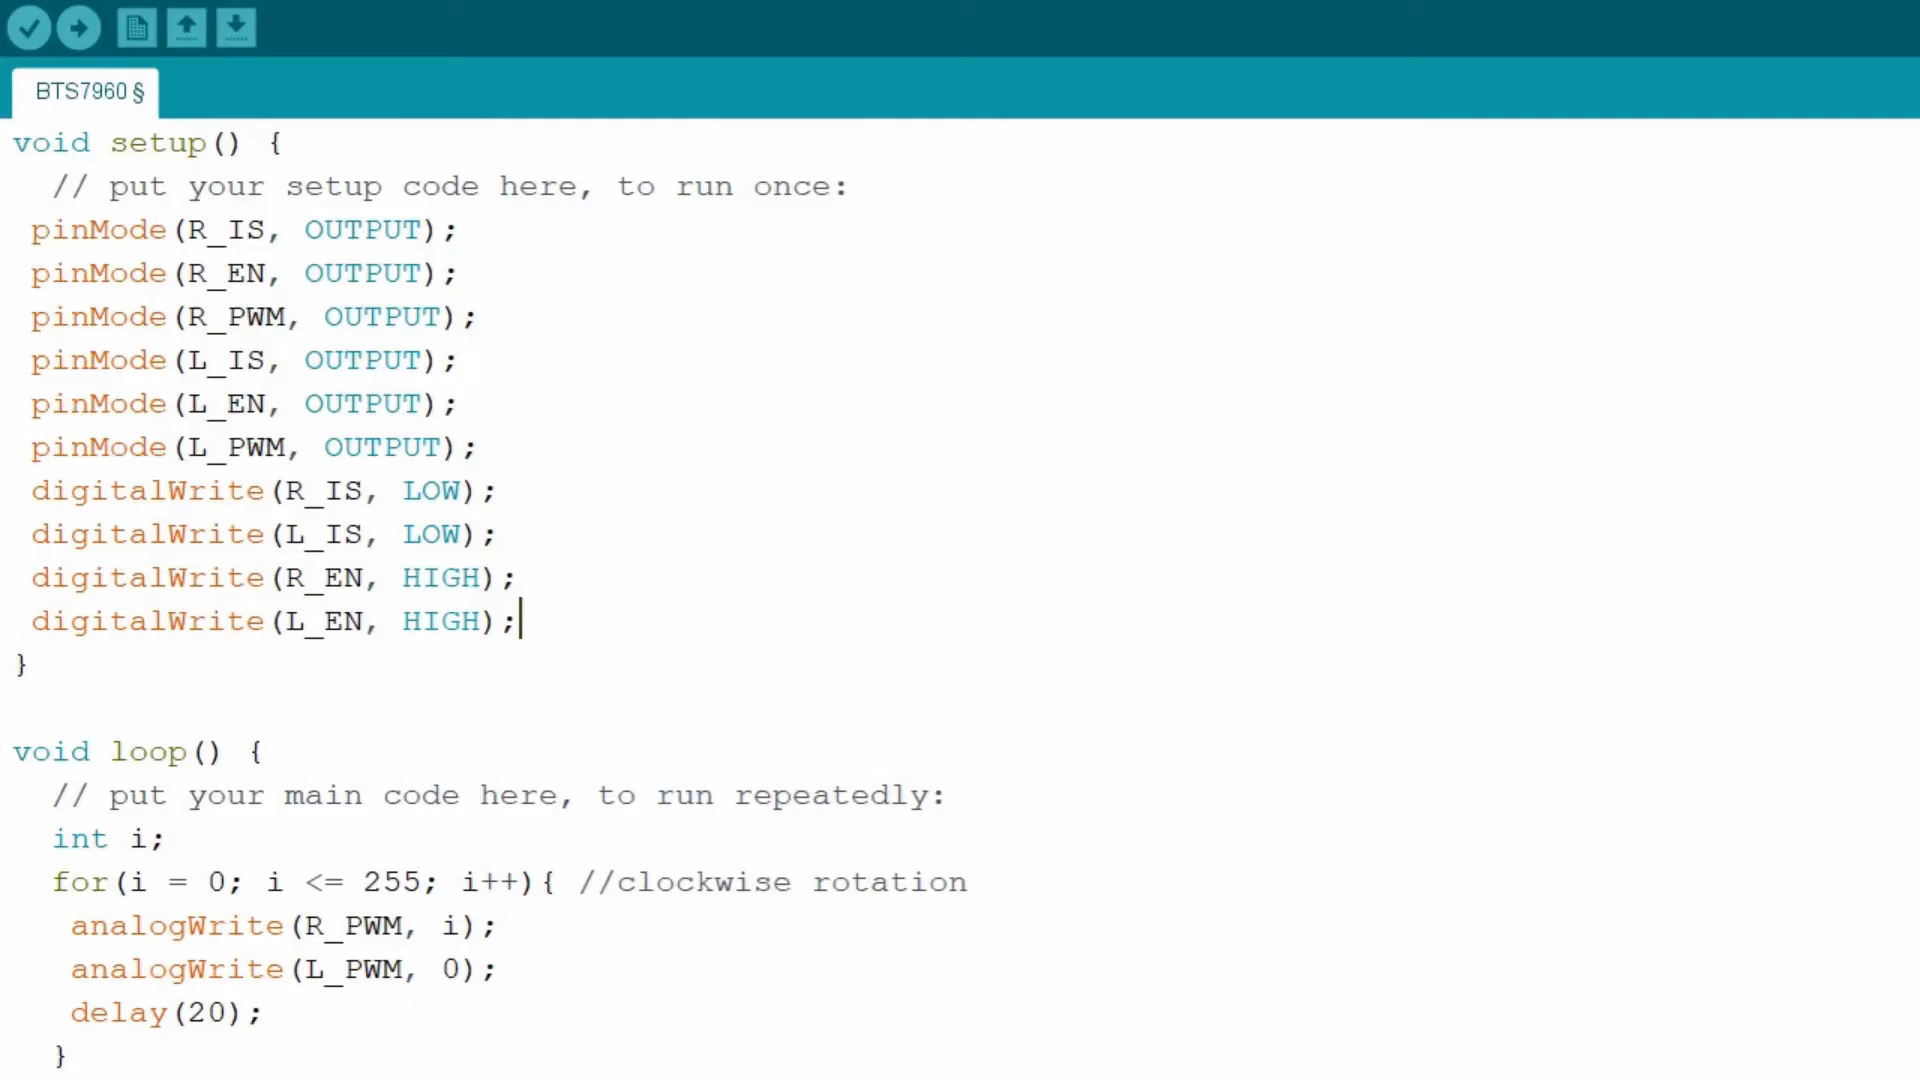 BTS7960 §
void setup() {
// put your setup code here, to run once:
pinMode(R_IS, OUTPUT);
pinMode(R_EN, OUTPUT);
pinMode(R_PWM, OUTPUT);
pinMode(L_IS, OUTPUT);
pinMode(L_EN, OUTPUT);
pinMode(L_PWM, OUTPUT);
digitalWrite(R_IS, LOW);
digitalWrite(L_IS, LOW);
digitalWrite(R_EN, HIGH);
digitalWrite(L_EN, HIGH);
}
void loop() {
// put your main code here, to run repeatedly:
int i;
for(i = 0; i <= 255; i++){ //clockwise rotation
analogWrite(R_PWM, i);
analogWrite(L_PWM, 0);
delay(20);
}